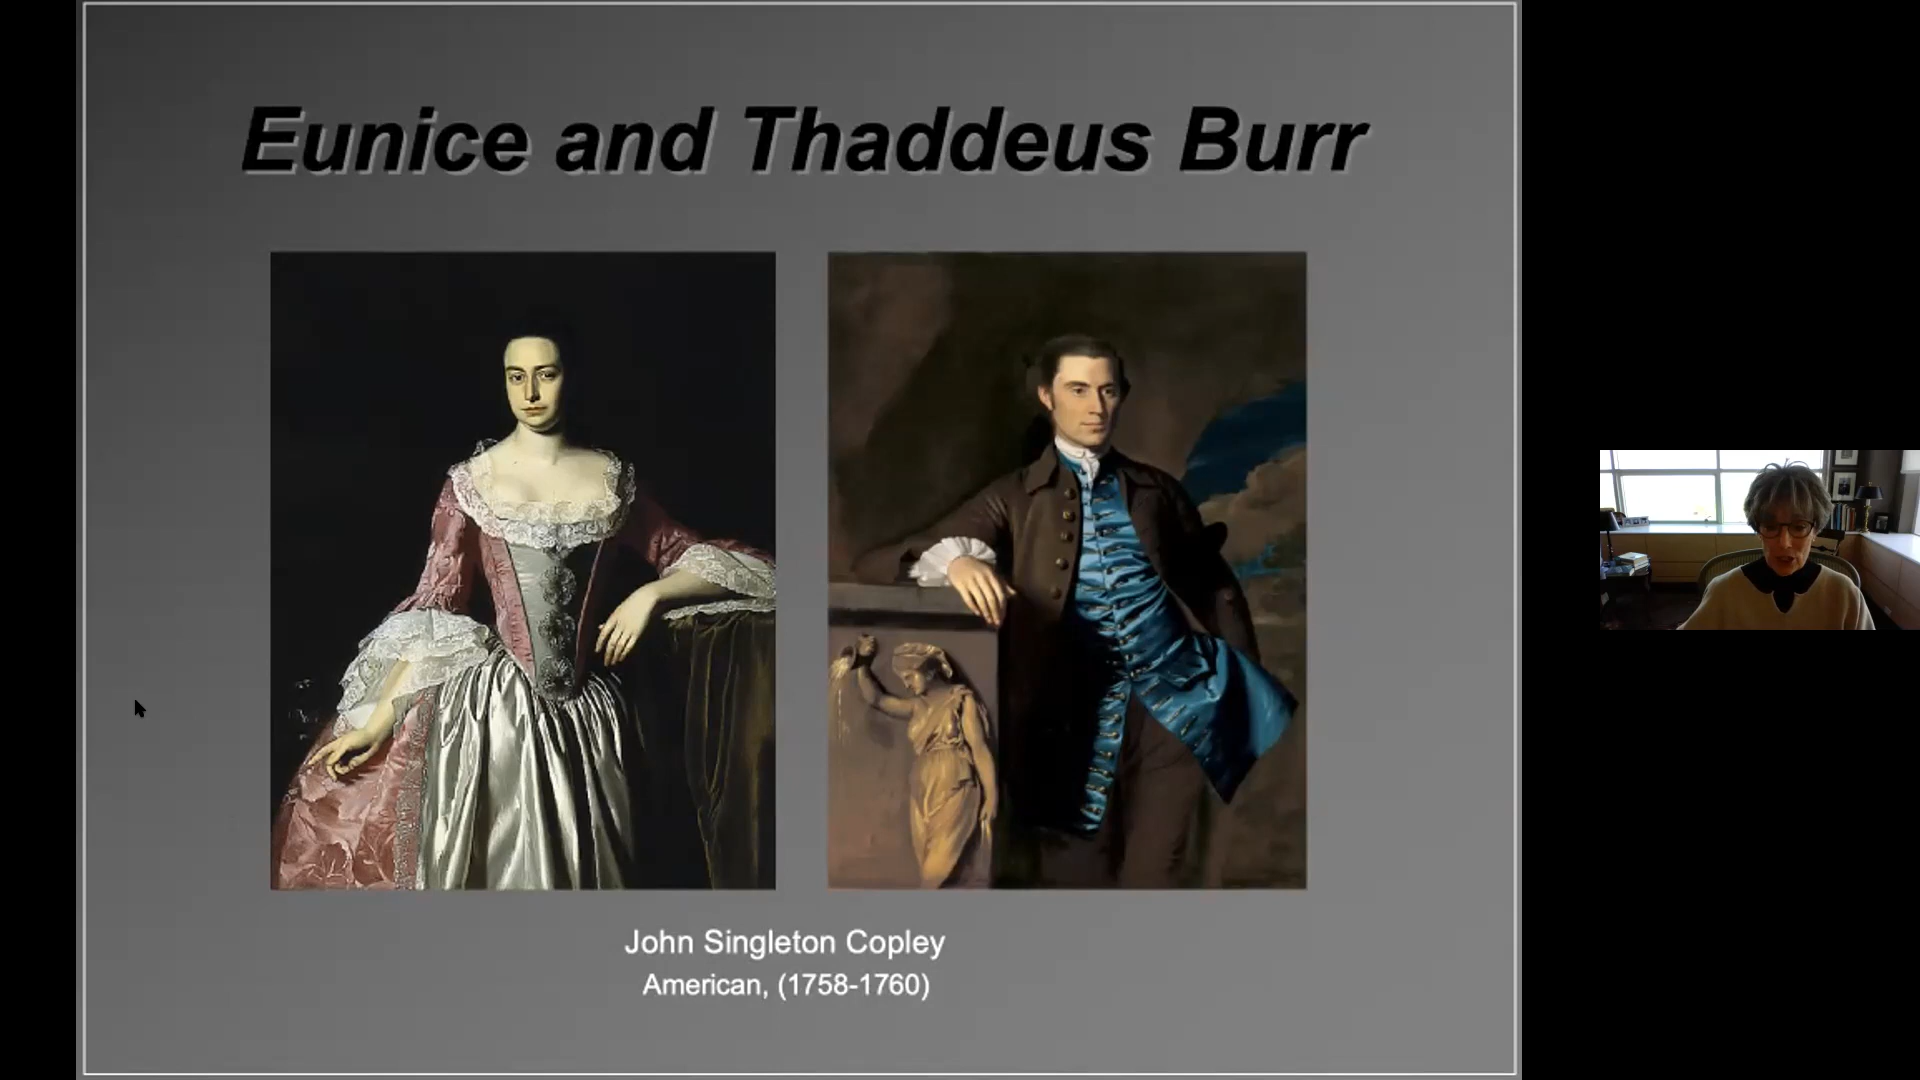 Eunice and Thaddeus Burr
John Singleton Copley
American, (1758-1760)